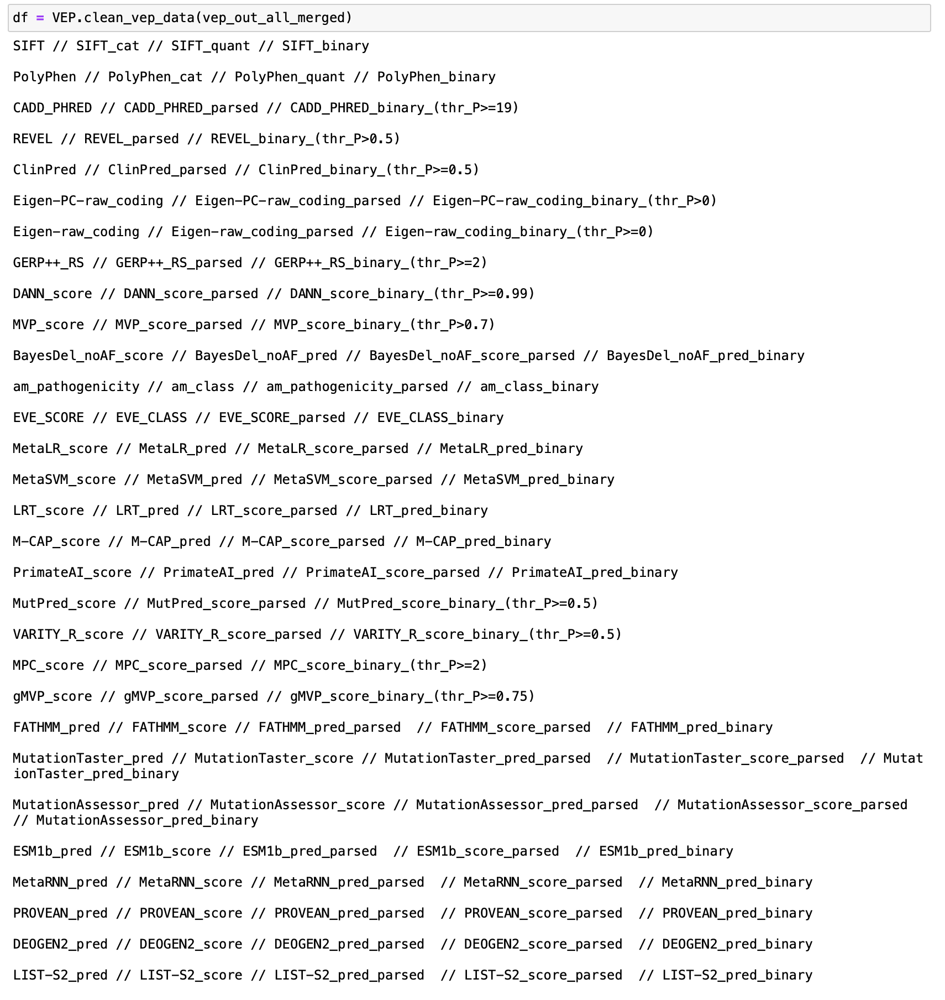 df = VEP.clean_vep_data(vep_out_all_merged)
SIFT // SIFT_cat // SIFT_quant // SIFT_binary
PolyPhen // PolyPhen_cat // PolyPhen_quant // PolyPhen_binary
CADD_PHRED // CADD_PHRED_parsed // CADD_PHRED_binary_(thr_P>=19)
REVEL // REVEL_parsed // REVEL_binary_(thr_P>0.5)
ClinPred // ClinPred_parsed // ClinPred_binary_(thr_P>=0.5)
Eigen-PC-raw_coding // Eigen-PC-raw_coding_parsed // Eigen-PC-raw_coding_binary_(thr_P>0)
Eigen-raw_coding // Eigen-raw_coding_parsed // Eigen-raw_coding_binary_(thr_P>=0)
GERP++_RS // GERP++_RS_parsed // GERP++_RS_binary_(thr_P>=2)
DANN_score // DANN_score_parsed // DANN_score_binary_(thr_P>=0.99)
MVP_score // MVP_score_parsed // MVP_score_binary_(thr_P>0.7)
BayesDel_noAF_score // BayesDel_noAF_pred // BayesDel_noAF_score_parsed // BayesDel_noAF_pred_binary
am_pathogenicity // am_class // am_pathogenicity_parsed // am_class_binary
EVE_SCORE // EVE_CLASS // EVE_SCORE_parsed // EVE_CLASS_binary
MetaLR_score // MetaLR_pred // MetaLR_score_parsed // MetaLR_pred_binary
MetaSVM_score // MetaSVM_pred // MetaSVM_score_parsed // MetaSVM_pred_binary
LRT_score // LRT_pred // LRT_score_parsed // LRT_pred_binary
M-CAP_score // M-CAP_pred // M-CAP_score_parsed // M-CAP_pred_binary
PrimateAI_score // PrimateAI_pred // PrimateAI_score_parsed // PrimateAI_pred_binary
MutPred_score // MutPred_score_parsed // MutPred_score_binary_(thr_P>=0.5)
VARITY_R_score // VARITY_R_score_parsed // VARITY_R_score_binary_(thr_P>=0.5)
MPC_score // MPC_score_parsed // MPC_score_binary_(thr_P>=2)
gMVP_score // gMVP_score_parsed // gMVP_score_binary_(thr_P>=0.75)
FATHMM_pred // FATHMM_score // FATHMM_pred_parsed  // FATHMM_score_parsed  // FATHMM_pred_binary
MutationTaster_pred // MutationTaster_score // MutationTaster_pred_parsed  // MutationTaster_score_parsed  // Mutat
ionTaster_pred_binary
MutationAssessor_pred // MutationAssessor_score // MutationAssessor_pred_parsed  // MutationAssessor_score_parsed
// MutationAssessor_pred_binary
ESM1b_pred // ESM1b_score // ESM1b_pred_parsed  // ESM1b_score_parsed  // ESM1b_pred_binary
MetaRNN_pred // MetaRNN_score // MetaRNN_pred_parsed  // MetaRNN_score_parsed  // MetaRNN_pred_binary
PROVEAN_pred // PROVEAN_score // PROVEAN_pred_parsed  // PROVEAN_score_parsed  // PROVEAN_pred_binary
DEOGEN2_pred // DEOGEN2_score // DEOGEN2_pred_parsed  // DEOGEN2_score_parsed  // DEOGEN2_pred_binary
LIST-S2_pred // LIST-S2_score // LIST-S2_pred_parsed  // LIST-S2_score_parsed  // LIST-S2_pred_binary